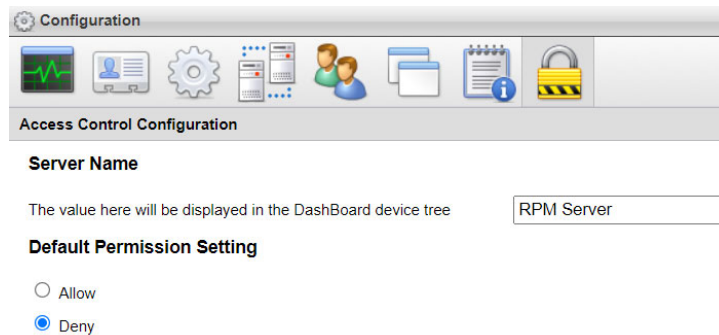 Configuration
Access Control Configuration
Server Name
The value here will be displayed in the DashBoard device tree
RPM Server
Default Permission Setting
Allow
Deny